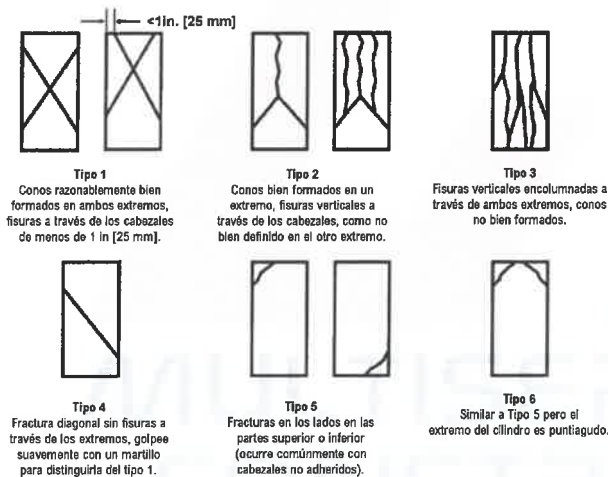 <1in. [25 mm]
Tipo 1
Conos razonablemente bien
formados en ambos extremos,
fisuras a través de los cabezales
de menos de 1 in [25 mm].
Tipo 2
Conos bien formados en un
extremo, fisuras verticales a
través de los cabezales, como no
bien definido en el otro extremo.
Tipo 3
Fisuras verticales encolumnadas a
través de ambos extremos, conos
no bien formados.
Tipo 4
Fractura diagonal sin fisuras a
través de los extremos, golpee
suavemente con un martillo
para distinguirla del tipo 1.
Tipo 5
Fracturas en los lados en las
partes superior o inferior
(ocurre comúnmente con
cabezales no adheridos).
Tipo 6
Similar a Tipo 5 pero el
extremo del cilindro es puntiagudo.